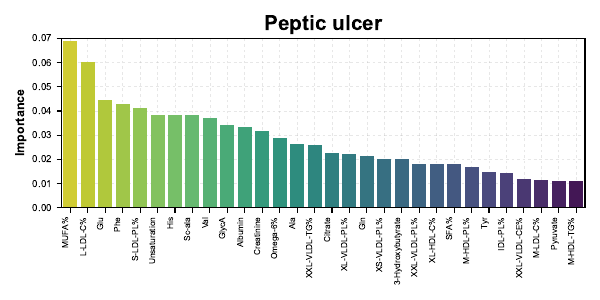 Peptic ulcer
Importance
0.07
0.06
0.05
0.04
0.03
0.02
0.01
0.00
MUFA%
L-LDL-C%
Glu
Phe
S-LDL-PL%
Unsaturation
His
Sc-ala
Val
GlycA
Albumin
Creatinine
Omega-6%
Ala
XXL-VLDL-TG%
Citrate
XL-VLDL-PL%
Gln
XS-VLDL-PL%
3-Hydroxybutyrate
XXL-VLDL-PL%
XL-HDL-C%
SFA%
M-HDL-PL%
Tyr
IDL-PL%
XXL-VLDL-CE%
M-LDL-C%
Pyruvate
M-HDL-TG%